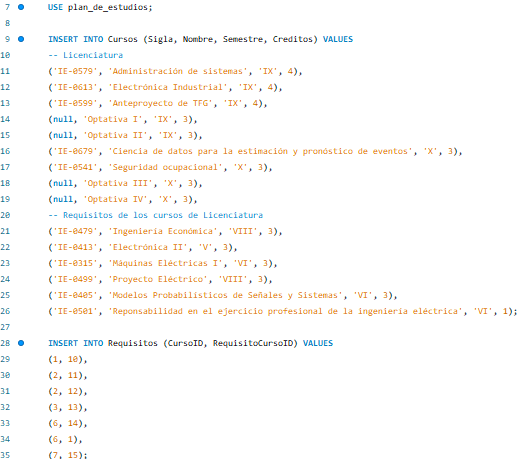 7 USE plan_de_estudios;
8
9 INSERT INTO Cursos (Sigla, Nombre, Semestre, Creditos) VALUES
10 -- Licenciatura
11 ('IE-0579', 'Administración de sistemas', 'IX', 4),
12 ('IE-0613', 'Electrónica Industrial', 'IX', 4),
13 ('IE-0599', 'Anteproyecto de TFG', 'IX', 4),
14 (null, 'Optativa I', 'IX', 3),
15 (null, 'Optativa II', 'IX', 3),
16 ('IE-0679', 'Ciencia de datos para la estimación y pronóstico de eventos', 'X', 3),
17 ('IE-0541', 'Seguridad ocupacional', 'X', 3),
18 (null, 'Optativa III', 'X', 3),
19 (null, 'Optativa IV', 'X', 3),
20 -- Requisitos de los cursos de Licenciatura
21 ('IE-0479', 'Ingeniería Económica', 'VIII', 3),
22 ('IE-0413', 'Electrónica II', 'V', 3),
23 ('IE-0315', 'Máquinas Eléctricas I', 'VI', 3),
24 ('IE-0499', 'Proyecto Eléctrico', 'VIII', 3),
25 ('IE-0405', 'Modelos Probabilísticos de Señales y Sistemas', 'VI', 3),
26 ('IE-0501', 'Reponsabilidad en el ejercicio profesional de la ingeniería eléctrica', 'VI', 1);
27
28 INSERT INTO Requisitos (CursoID, RequisitoCursoID) VALUES
29 (1, 10),
30 (2, 11),
31 (2, 12),
32 (3, 13),
33 (6, 14),
34 (6, 1),
35 (7, 15);